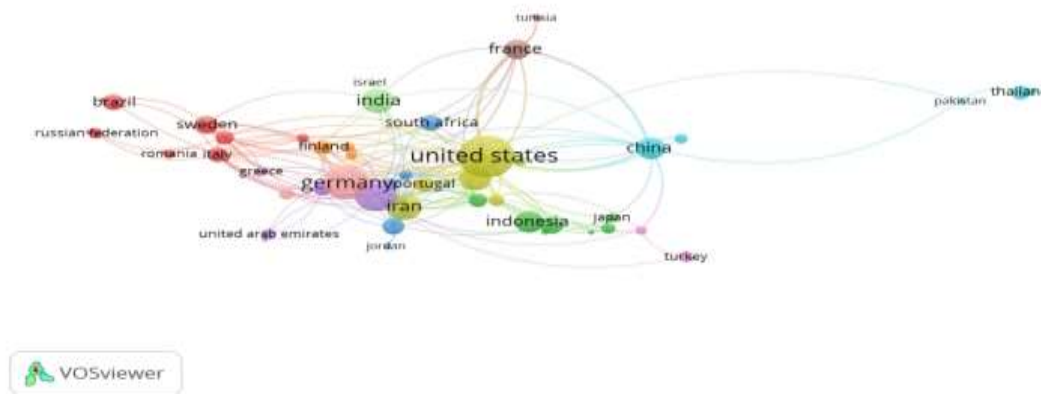 tunisia
france
israel
india
thailan
pakistan
brazil
south africa
sweden
russian federation
finland
china
united states
romania
italy
greece
germany
portugal
iran
indonesia
japan
united arab emirates
jordan
turkey
VOSviewer